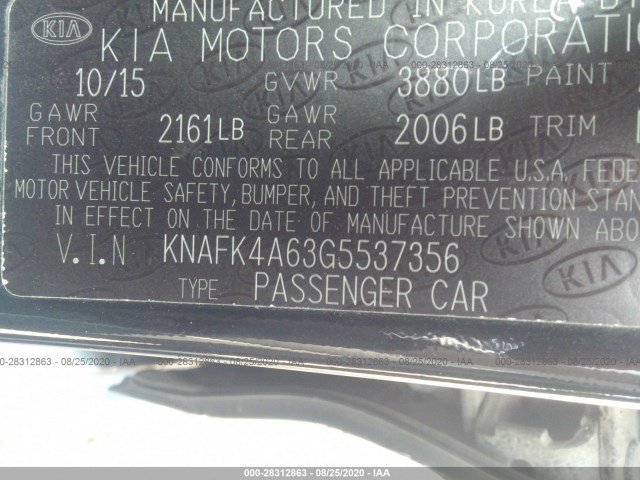 MANUFACTURED IN KOREA B
KIA KIA MOTORS CORPORATIO
10/15 GVWR 3880LB PAINT
GAWR FRONT 2161LB GAWR REAR 2006LB TRIM
THIS VEHICLE CONFORMS TO ALL APPLICABLE U.S.A. FEDE
MOTOR VEHICLE SAFETY, BUMPER, AND THEFT PREVENTION STAN
IN EFFECT ON THE DATE OF MANUFACTURE SHOWN ABO
V.I.N KNAFK4A63G5537356 KIA
TYPE PASSENGER CAR
000-28312863 - 08/25/2020 - IAA